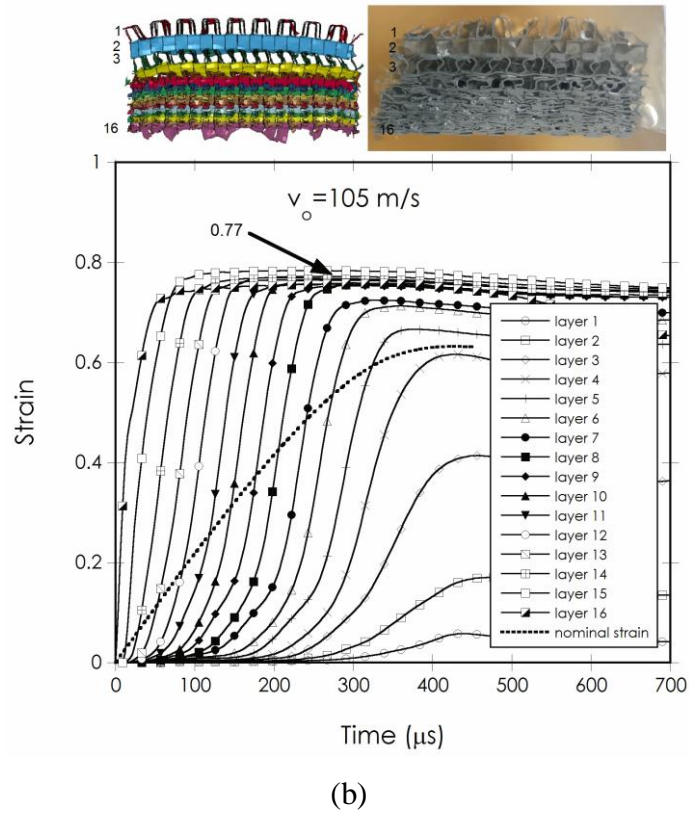 1
2
3
16
1
2
3
16
v₀=105 m/s
0.77
1
0.8
0.6
0.4
0.2
0
Strain
layer 1
layer 2
layer 3
layer 4
layer 5
layer 6
layer 7
layer 8
layer 9
layer 10
layer 11
layer 12
layer 13
layer 14
layer 15
layer 16
nominal strain
0 100 200 300 400 500 600 700
Time (μs)
(b)